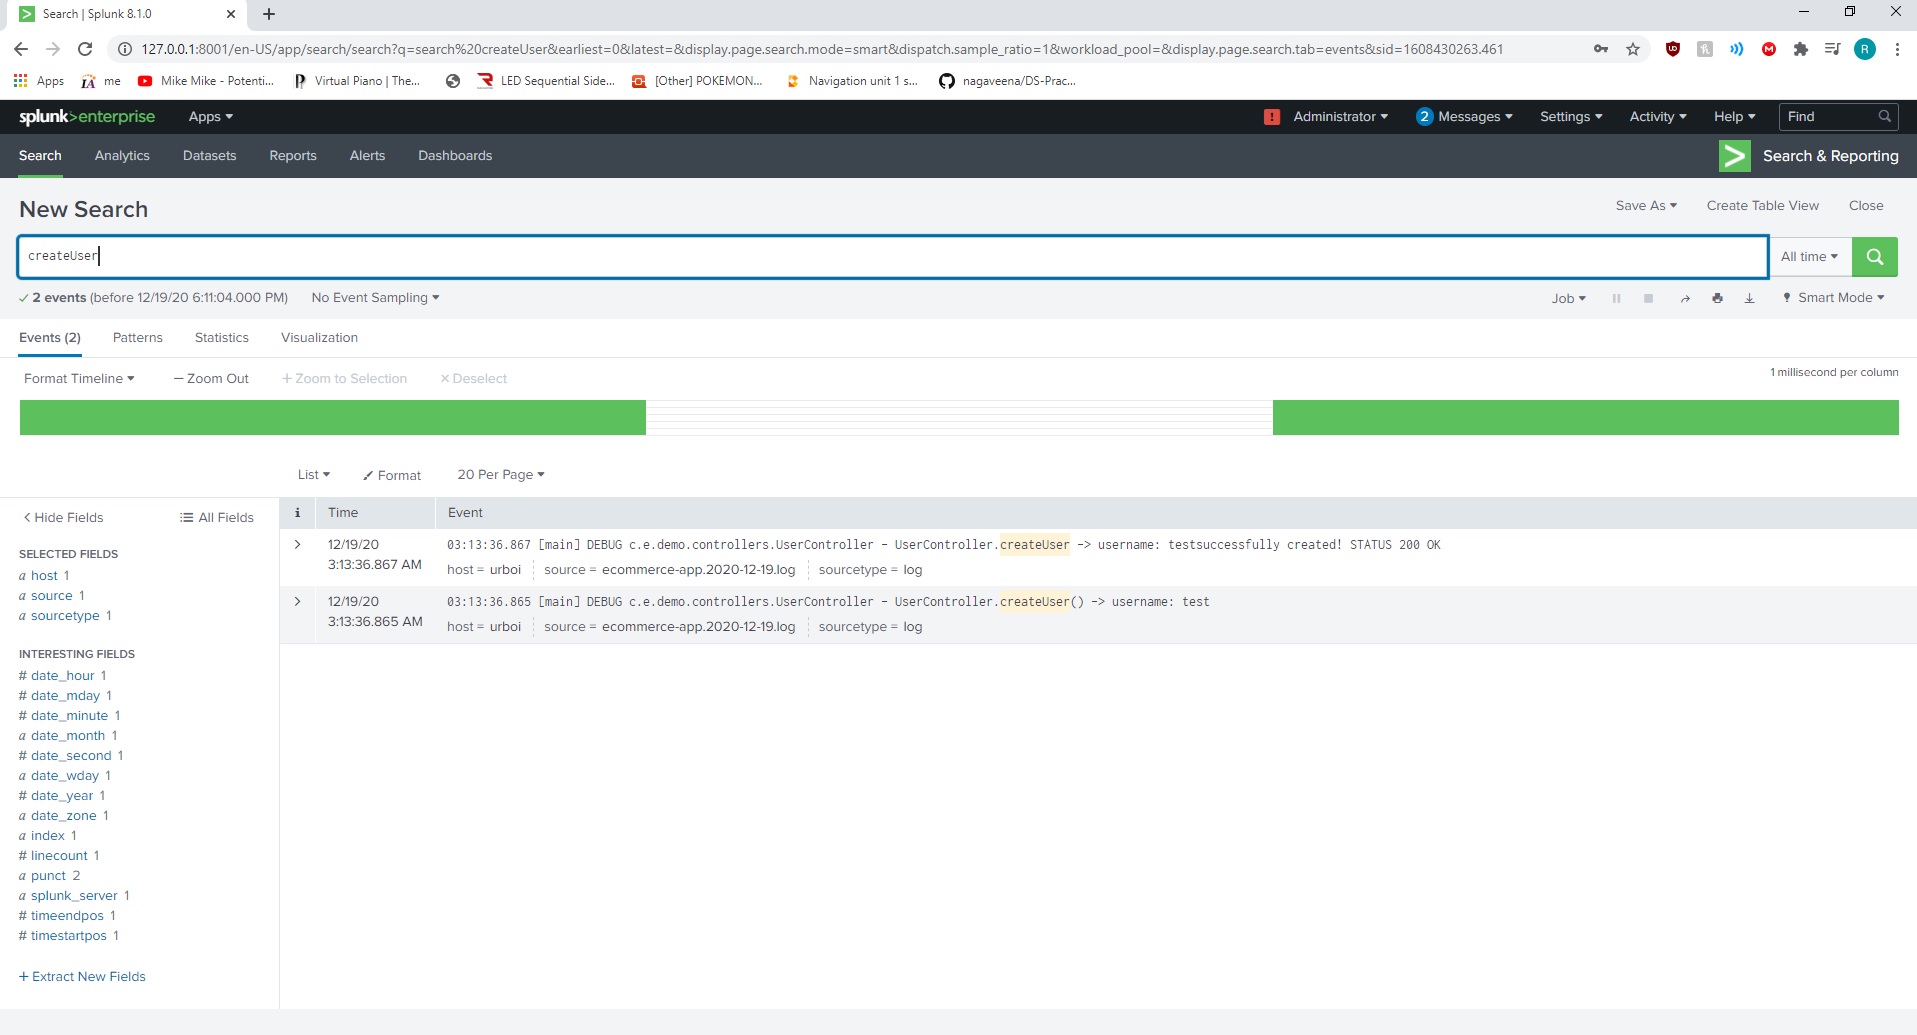 Search | Splunk 8.1.0
127.0.0.1:8001/en-US/app/search/search?q=search%20createUser&earliest=0&latest=&display.page.search.mode=smart&dispatch.sample_ratio=1&workload_pool=&display.page.search.tab=events&sid=1608430263.461
Apps me Mike Mike - Potenti... Virtual Piano | The... LED Sequential Side... [Other] POKEMON... Navigation unit 1 s... nagaveena/DS-Prac...
splunk>enterprise Apps ! Administrator 2 Messages Settings Activity Help Find
Search Analytics Datasets Reports Alerts Dashboards Search & Reporting
New Search Save As Create Table View Close
createUser All time
2 events (before 12/19/20 6:11:04.000 PM) No Event Sampling Job Smart Mode
Events (2) Patterns Statistics Visualization
Format Timeline — Zoom Out + Zoom to Selection × Deselect 1 millisecond per column
List Format 20 Per Page
< Hide Fields All Fields i Time Event
SELECTED FIELDS
a host 1
a source 1
a sourcetype 1
INTERESTING FIELDS
# date_hour 1
# date_mday 1
# date_minute 1
a date_month 1
# date_second 1
a date_wday 1
# date_year 1
a date_zone 1
a index 1
# linecount 1
a punct 2
a splunk_server 1
# timeendpos 1
# timestartpos 1
+ Extract New Fields
> 12/19/20 03:13:36.867 [main] DEBUG c.e.demo.controllers.UserController - UserController.createUser -> username: testsuccessfully created! STATUS 200 OK
3:13:36.867 AM host = urboi source = ecommerce-app.2020-12-19.log sourcetype = log
> 12/19/20 03:13:36.865 [main] DEBUG c.e.demo.controllers.UserController - UserController.createUser() -> username: test
3:13:36.865 AM host = urboi source = ecommerce-app.2020-12-19.log sourcetype = log